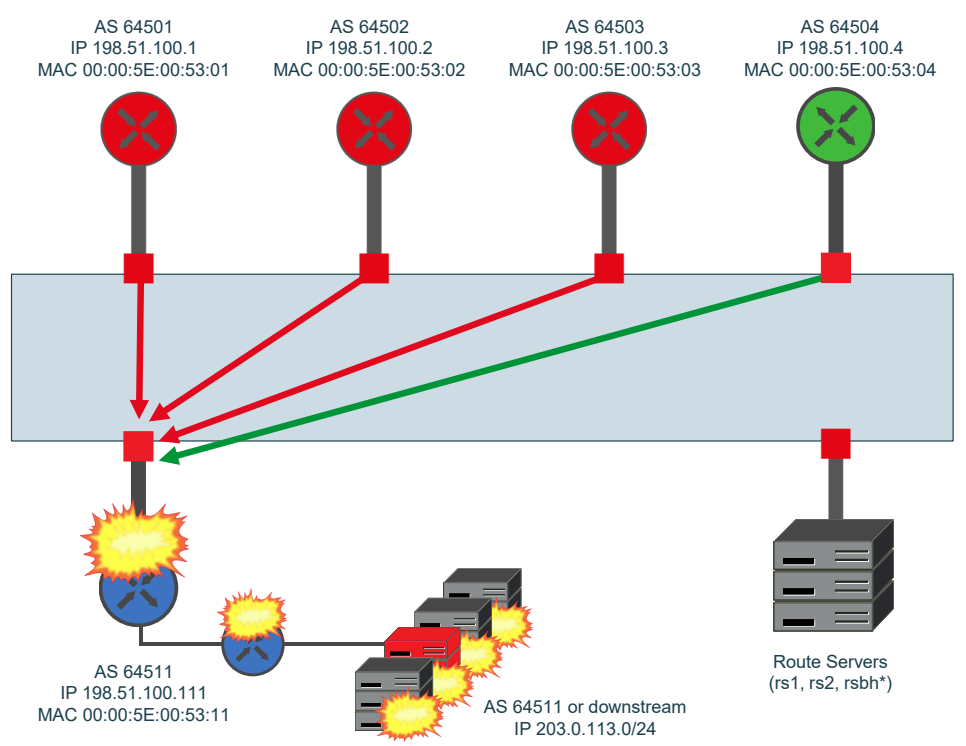 AS 64501
IP 198.51.100.1
MAC 00:00:5E:00:53:01
AS 64502
IP 198.51.100.2
MAC 00:00:5E:00:53:02
AS 64503
IP 198.51.100.3
MAC 00:00:5E:00:53:03
AS 64504
IP 198.51.100.4
MAC 00:00:5E:00:53:04
AS 64511
IP 198.51.100.111
MAC 00:00:5E:00:53:11
AS 64511 or downstream
IP 203.0.113.0/24
Route Servers
(rs1, rs2, rsbh*)